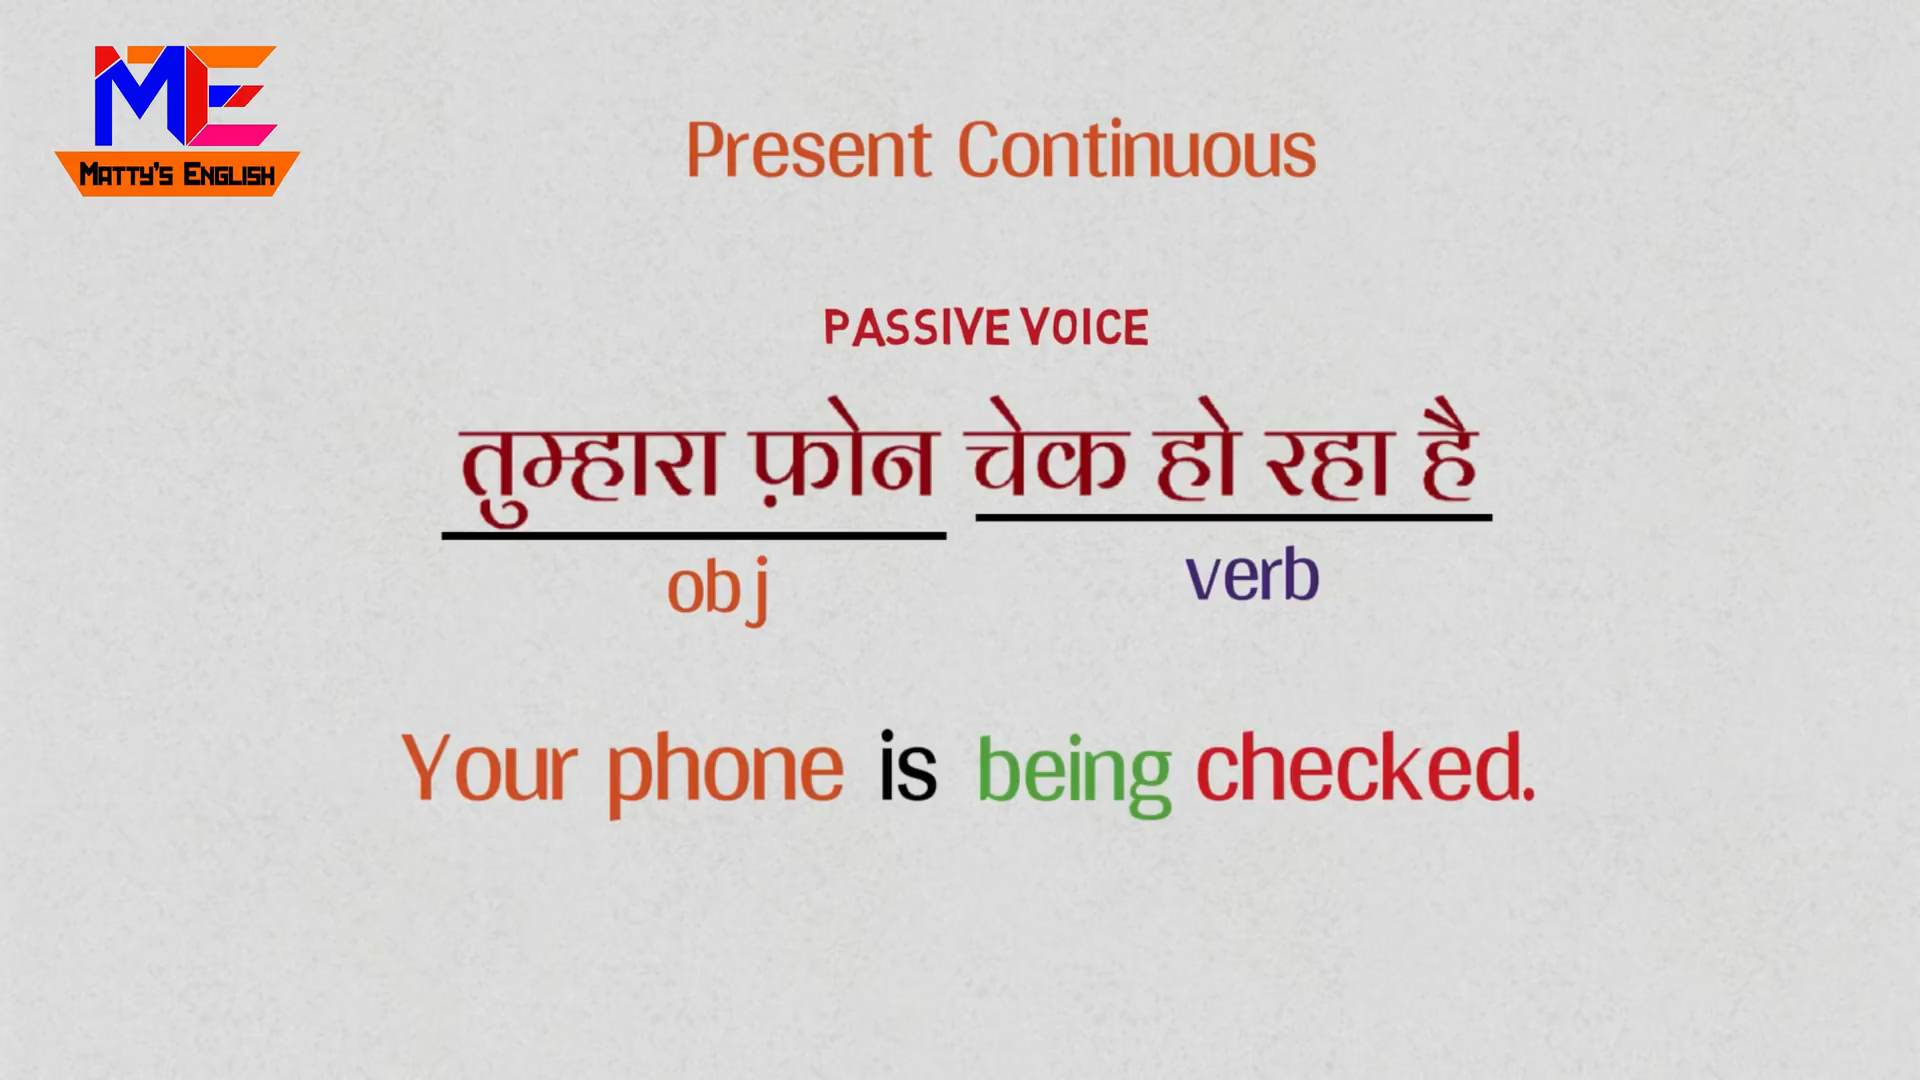 ME
MATTY'S ENGLISH
Present Continuous
PASSIVE VOICE
तुम्हारा फ़ोन चेक हो रहा है
obj verb
Your phone is being checked.